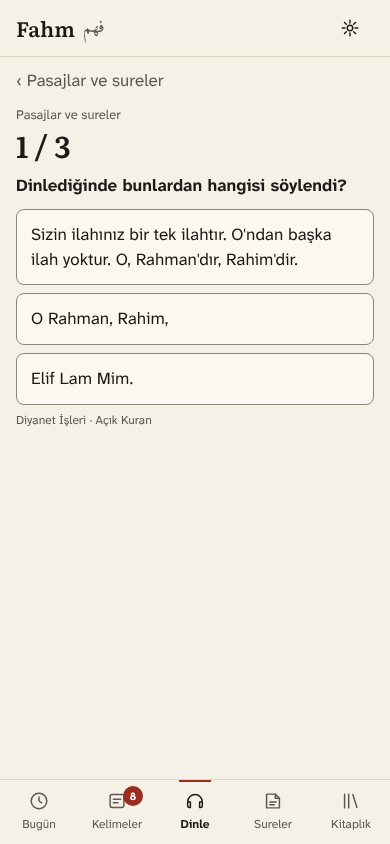 Fahm فهم
‹ Pasajlar ve sureler
Pasajlar ve sureler
1 / 3
Dinlediğinde bunlardan hangisi söylendi?
Sizin ilahınız bir tek ilahtır. O'ndan başka
ilah yoktur. O, Rahman'dır, Rahim'dir.
O Rahman, Rahim,
Elif Lam Mim.
Diyanet İşleri · Açık Kuran
8
Bugün Kelimeler Dinle Sureler Kitaplık